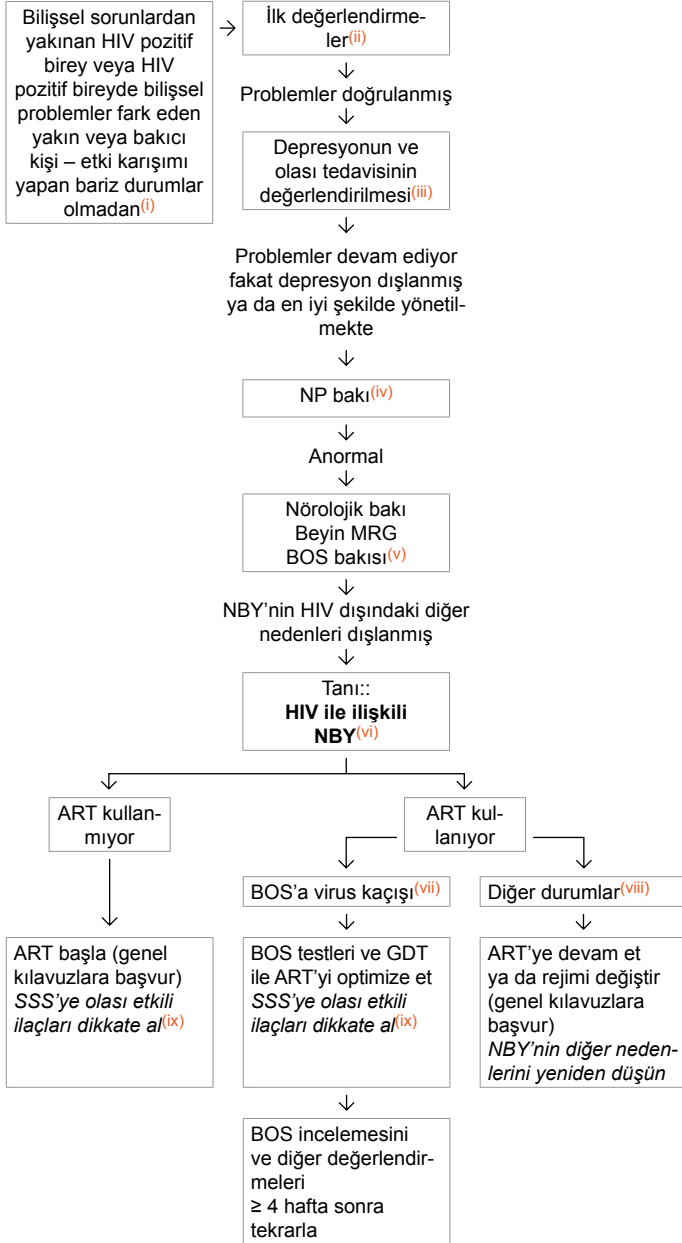 Bilişsel sorunlardan
yakınan HIV pozitif
birey veya HIV
pozitif bireyde bilişsel
problemler fark eden
yakın veya bakıcı
kişi – etki karışımı
yapan bariz durumlar
olmadan(i)
İlk değerlendirme-
ler(ii)
Problemler doğrulanmış
Depresyonun ve
olası tedavisinin
değerlendirilmesi(iii)
Problemler devam ediyor
fakat depresyon dışlanmış
ya da en iyi şekilde yönetil-
mekte
NP bakı(iv)
Anormal
Nörolojik bakı
Beyin MRG
BOS bakısı(v)
NBY’nin HIV dışındaki diğer
nedenleri dışlanmış
Tanı::
HIV ile ilişkili
NBY(vi)
ART kullan-
mıyor
ART kul-
lanıyor
BOS’a virus kaçışı(vii)
Diğer durumlar(viii)
ART başla (genel
kılavuzlara başvur)
SSS’ye olası etkili
ilaçları dikkate al(ix)
BOS testleri ve GDT
ile ART’yi optimize et
SSS’ye olası etkili
ilaçları dikkate al(ix)
ART’ye devam et
ya da rejimi değiştir
(genel kılavuzlara
başvur)
NBY’nin diğer neden-
lerini yeniden düşün
BOS incelemesini
ve diğer değerlendir-
meleri
≥ 4 hafta sonra
tekrarla